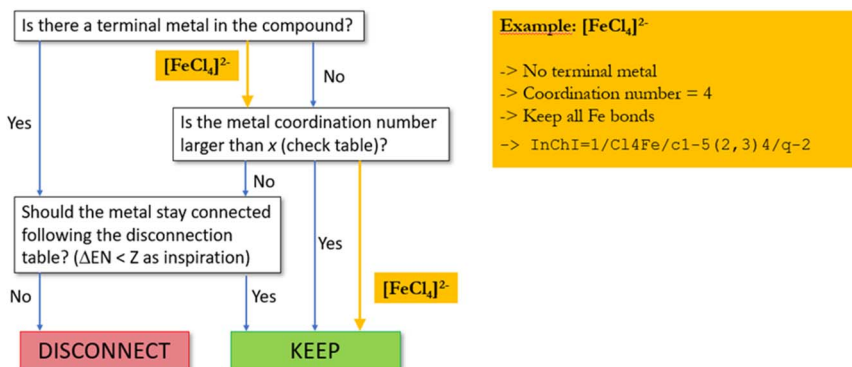 Is there a terminal metal in the compound?
[FeCl₄]²⁻
No
Yes
Is the metal coordination number
larger than x (check table)?
No
Should the metal stay connected
following the disconnection
table? (ΔEN < Z as inspiration)
Yes
No
Yes
[FeCl₄]²⁻
DISCONNECT
KEEP
Example: [FeCl₄]²⁻
-> No terminal metal
-> Coordination number = 4
-> Keep all Fe bonds
-> InChI=1/Cl4Fe/c1-5(2,3)4/q-2